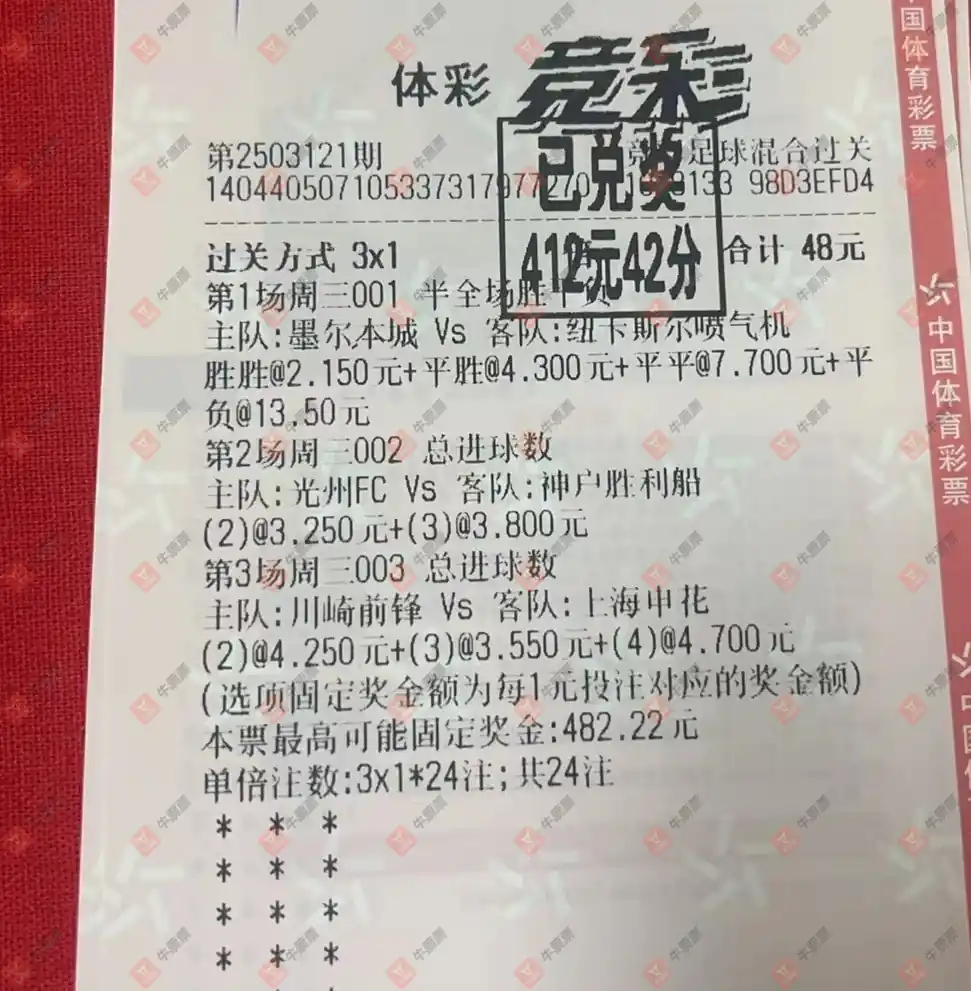 体彩 竞彩
第2503121期 足球混合过关
98D3EFD4
已兑奖
412元42分
过关方式 3x1 合计 48元
第1场周三001 半全场胜平负
主队:墨尔本城 Vs 客队:纽卡斯尔喷气机
胜胜@2.150元+平胜@4.300元+平平@7.700元+平
负@13.50元
第2场周三002 总进球数
主队:光州FC Vs 客队:神户胜利船
(2)@3.250元+(3)@3.800元
第3场周三003 总进球数
主队:川崎前锋 Vs 客队:上海申花
(2)@4.250元+(3)@3.550元+(4)@4.700元
(选项固定奖金额为每1元投注对应的奖金额)
本票最高可能固定奖金:482.22元
单倍注数:3x1*24注;共24注
* * *
* * *
* * *
* * *
中国体育彩票
中国体育彩票
牛票票